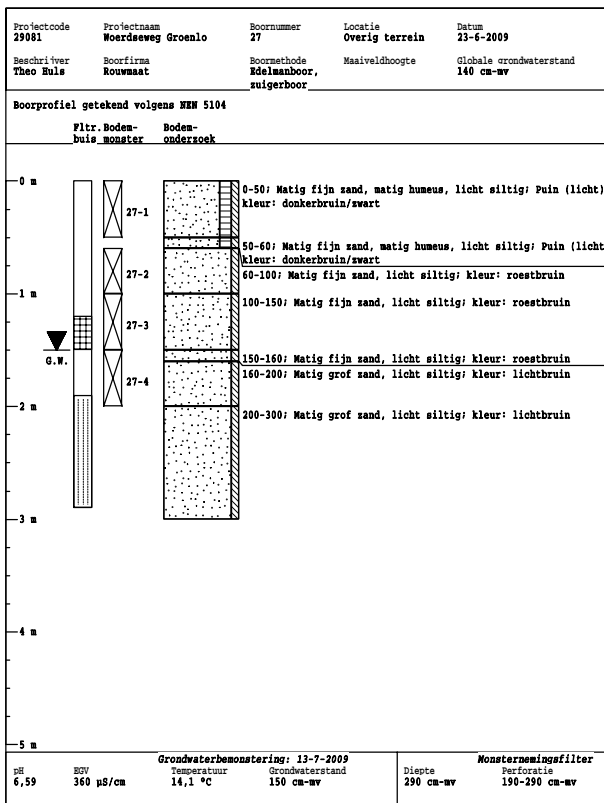 Projectcode Projectnaam Boornummer Locatie Datum
29081 Woerdseweg Groenlo 27 Overig terrein 23-6-2009
Beschrijver Boorfirma Boormethode Maaiveldhoogte Globale grondwaterstand
Theo Huls Rouwmaat Edelmanboor, 140 cm-mv
zuigerboor
Boorprofiel getekend volgens NEN 5104
Fltr. Bodem- Bodem-
buis monster onderzoek
0 m
0-50; Matig fijn zand, matig humeus, licht siltig; Puin (licht)
kleur: donkerbruin/zwart
27-1
50-60; Matig fijn zand, matig humeus, licht siltig; Puin (licht
kleur: donkerbruin/zwart
27-2
60-100; Matig fijn zand, licht siltig; kleur: roestbruin
1 m
100-150; Matig fijn zand, licht siltig; kleur: roestbruin
27-3
G.W.
150-160; Matig fijn zand, licht siltig; kleur: roestbruin
160-200; Matig grof zand, licht siltig; kleur: lichtbruin
27-4
2 m
200-300; Matig grof zand, licht siltig; kleur: lichtbruin
3 m
4 m
5 m
Grondwaterbemonstering: 13-7-2009 Monsternemingsfilter
pH EGV Temperatuur Grondwaterstand Diepte Perforatie
6,59 360 µS/cm 14,1 °C 150 cm-mv 290 cm-mv 190-290 cm-mv